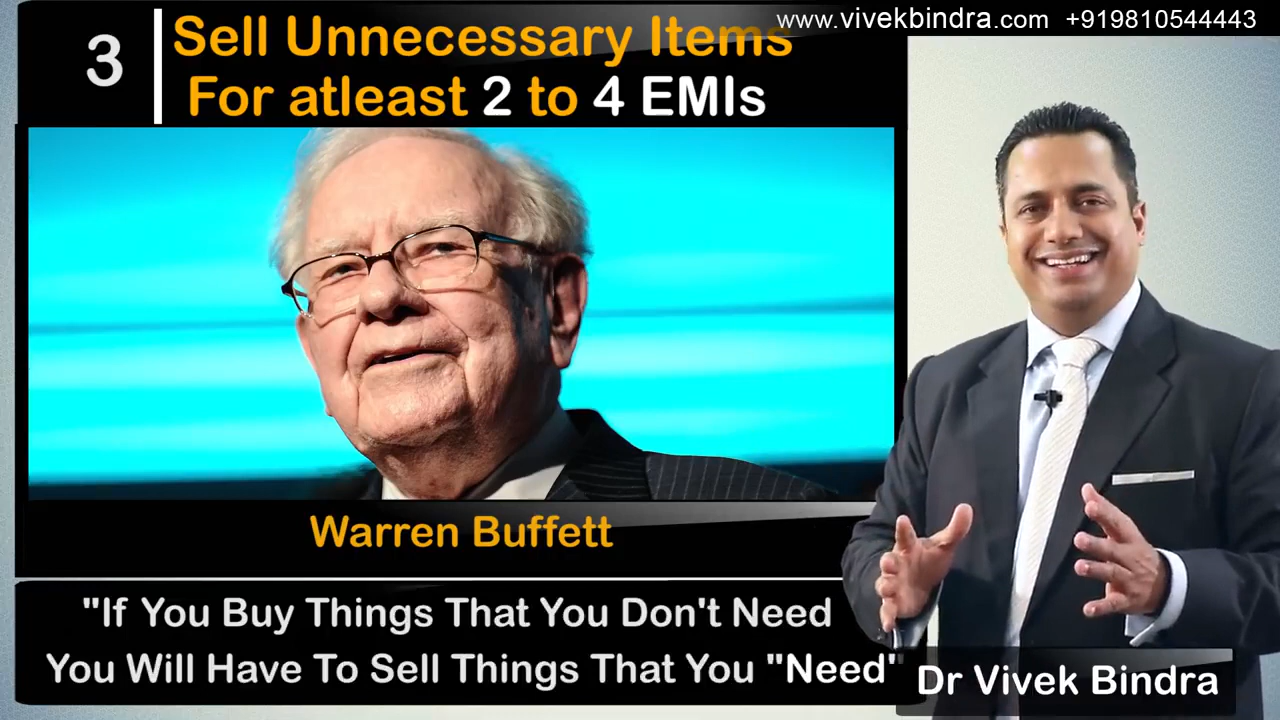 www.vivekbindra.com +919810544443
3
Sell Unnecessary Items
For atleast 2 to 4 EMIs
Warren Buffett
"If You Buy Things That You Don't Need
You Will Have To Sell Things That You "Need"
Dr Vivek Bindra